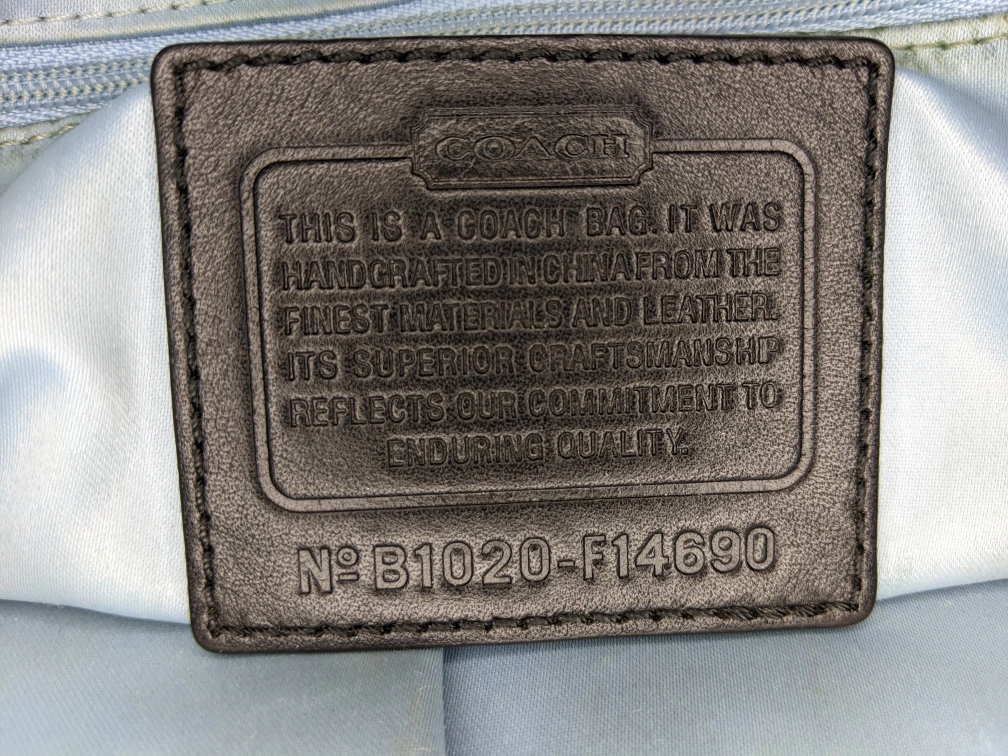 COACH
THIS IS A COACH BAG. IT WAS
HANDCRAFTED IN CHINA FROM THE
FINEST MATERIALS AND LEATHER.
ITS SUPERIOR CRAFTSMANSHIP
REFLECTS OUR COMMITMENT TO
ENDURING QUALITY.
Nº B1020-F14690